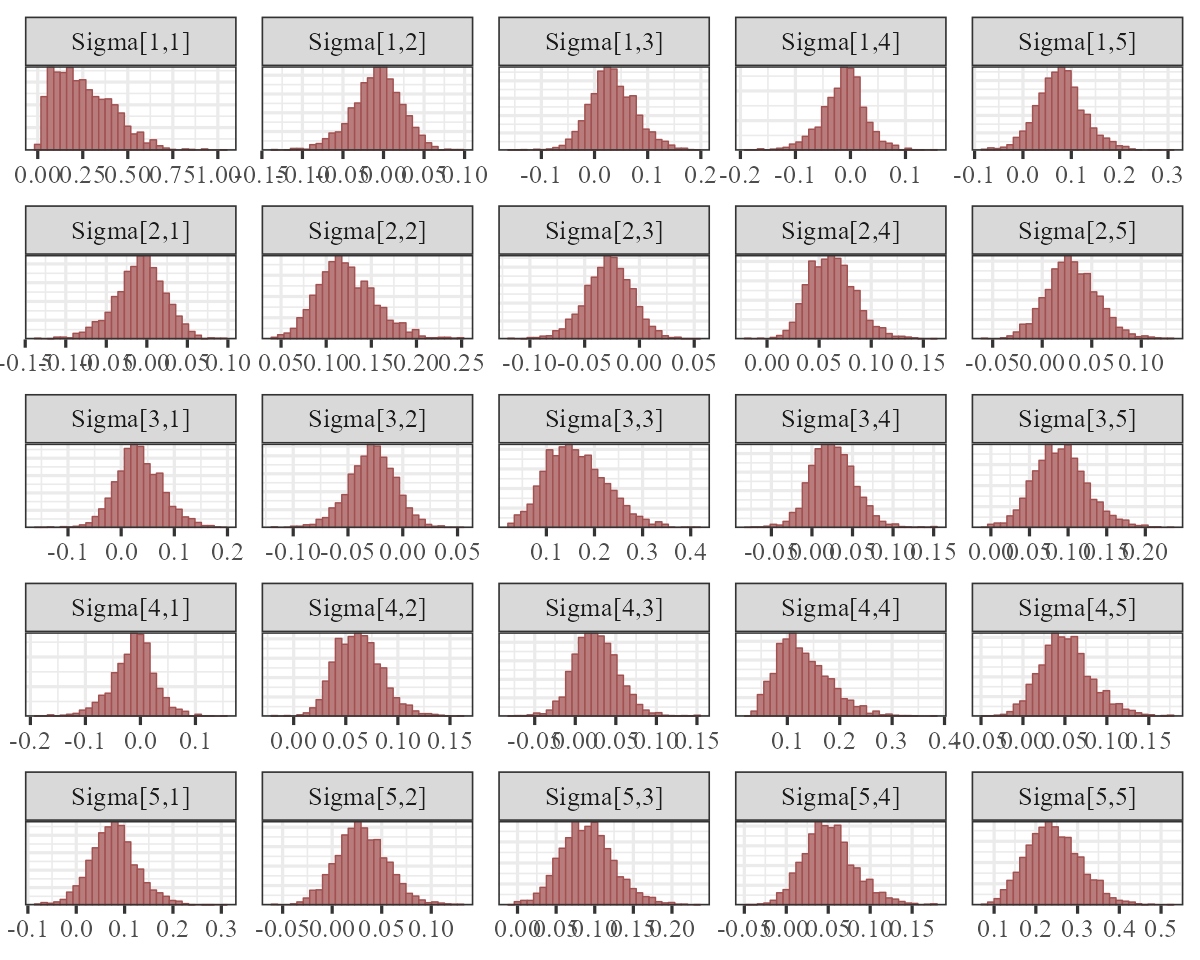 Sigma[1,1] Sigma[1,2] Sigma[1,3] Sigma[1,4] Sigma[1,5]
0.00 0.25 0.50 0.75 1.00 -0.15 -0.10 -0.05 0.00 0.05 0.10 -0.1 0.0 0.1 0.2 -0.2 -0.1 0.0 0.1 -0.1 0.0 0.1 0.2 0.3
Sigma[2,1] Sigma[2,2] Sigma[2,3] Sigma[2,4] Sigma[2,5]
-0.15 -0.10 -0.05 0.00 0.05 0.10 0.05 0.10 0.15 0.20 0.25 -0.10 -0.05 0.00 0.05 0.00 0.05 0.10 0.15 -0.05 0.00 0.05 0.10
Sigma[3,1] Sigma[3,2] Sigma[3,3] Sigma[3,4] Sigma[3,5]
-0.1 0.0 0.1 0.2 -0.10 -0.05 0.00 0.05 0.1 0.2 0.3 0.4 -0.05 0.00 0.05 0.10 0.15 0.00 0.05 0.10 0.15 0.20
Sigma[4,1] Sigma[4,2] Sigma[4,3] Sigma[4,4] Sigma[4,5]
-0.2 -0.1 0.0 0.1 0.00 0.05 0.10 0.15 -0.05 0.00 0.05 0.10 0.15 0.1 0.2 0.3 0.4 -0.05 0.00 0.05 0.10 0.15
Sigma[5,1] Sigma[5,2] Sigma[5,3] Sigma[5,4] Sigma[5,5]
-0.1 0.0 0.1 0.2 0.3 -0.05 0.00 0.05 0.10 0.00 0.05 0.10 0.15 0.20 -0.05 0.00 0.05 0.10 0.15 0.1 0.2 0.3 0.4 0.5